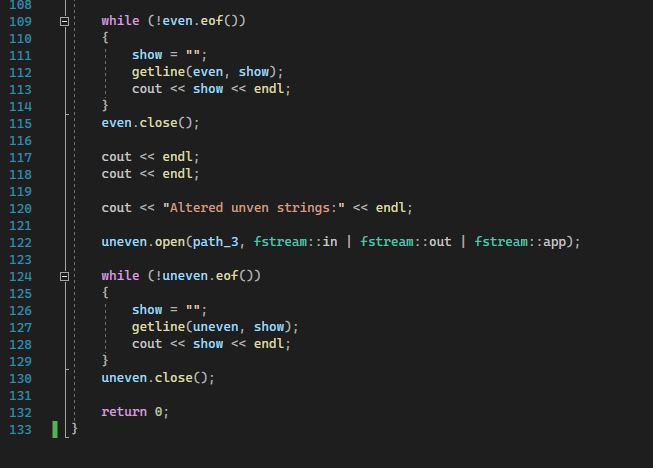 108
109 while (!even.eof())
110 {
111 show = "";
112 getline(even, show);
113 cout << show << endl;
114 }
115 even.close();
116
117 cout << endl;
118 cout << endl;
119
120 cout << "Altered unven strings:" << endl;
121
122 uneven.open(path_3, fstream::in | fstream::out | fstream::app);
123
124 while (!uneven.eof())
125 {
126 show = "";
127 getline(uneven, show);
128 cout << show << endl;
129 }
130 uneven.close();
131
132 return 0;
133 }